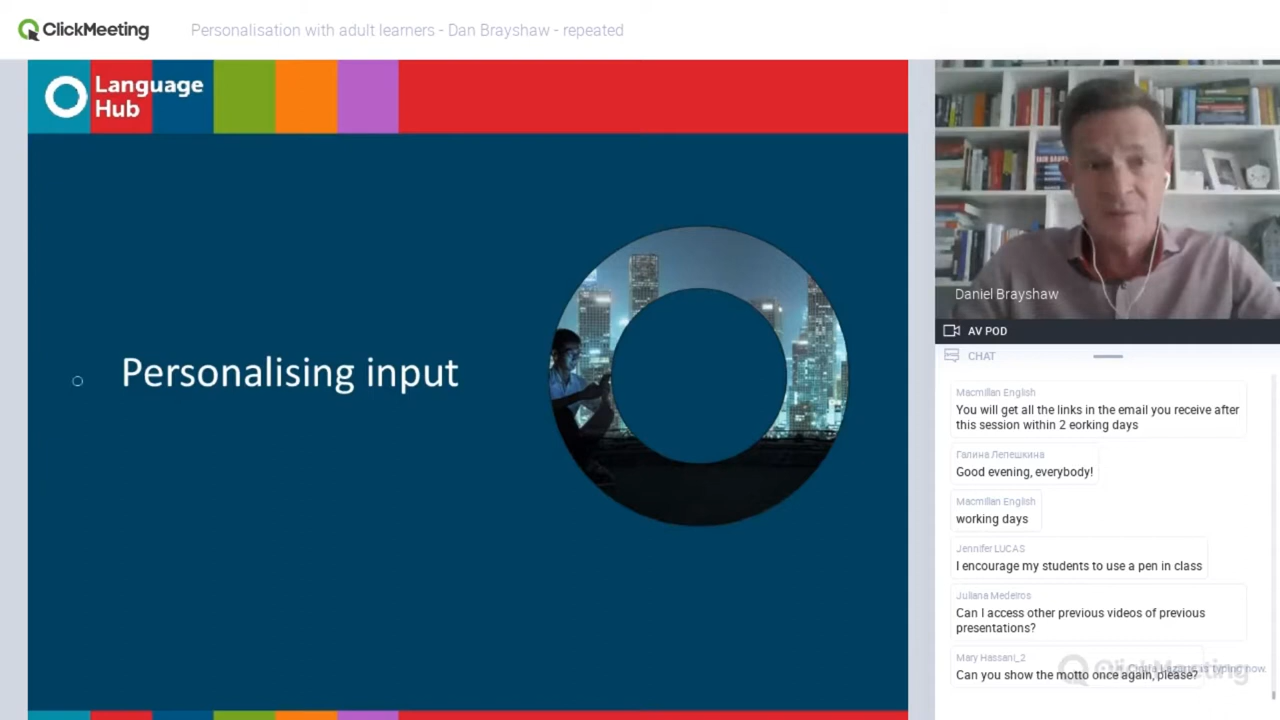 ClickMeeting
Personalisation with adult learners - Dan Brayshaw - repeated
Language
Hub
Personalising input
Daniel Brayshaw
AV POD
CHAT
Macmillan English
You will get all the links in the email you receive after
this session within 2 eorking days
Галина Лепешкина
Good evening, everybody!
Macmillan English
working days
Jennifer LUCAS
I encourage my students to use a pen in class
Juliana Medeiros
Can I access other previous videos of previous
presentations?
Mary Hassani_2
Can you show the motto once again, please?
is typing now.
ClickMeeting